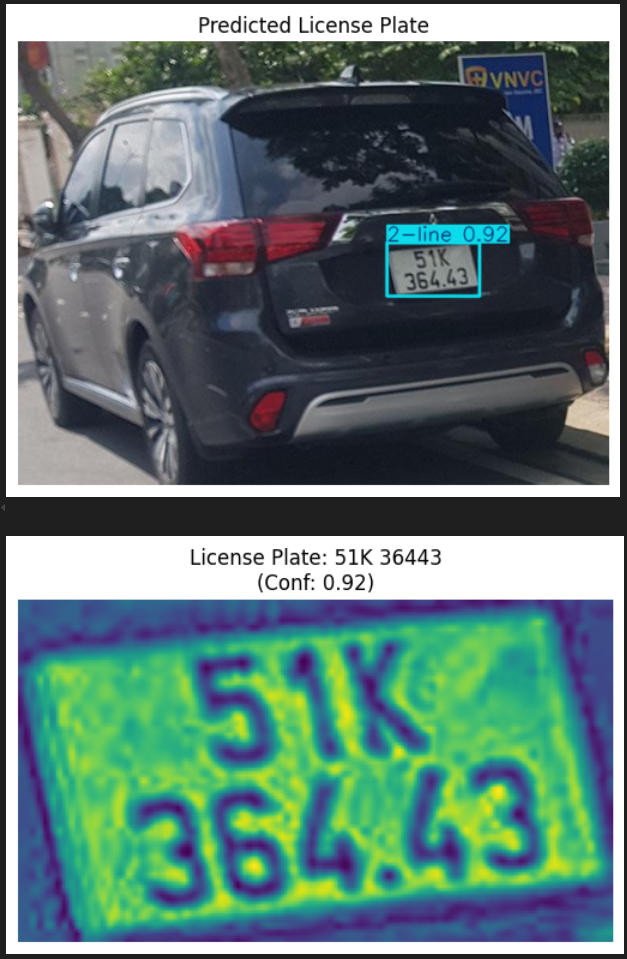 Predicted License Plate
VNVC
2-line 0.92
51K
364.43
License Plate: 51K 36443
(Conf: 0.92)
51K
364.43